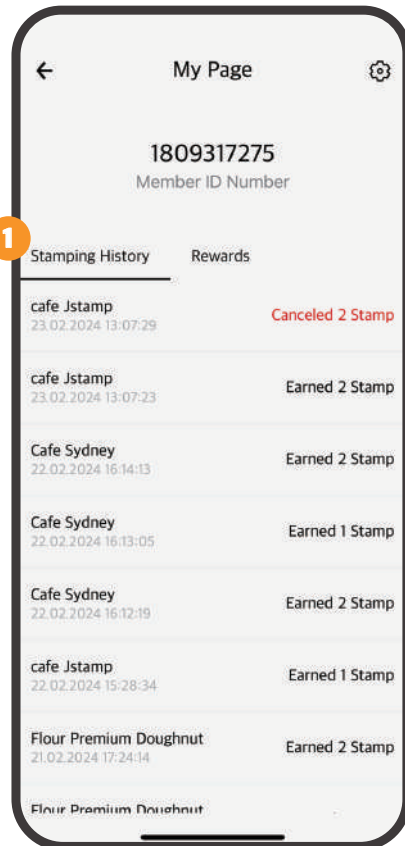 My Page
1809317275
Member ID Number
1
Stamping History Rewards
cafe Jstamp
23.02.2024 13:07:29
Canceled 2 Stamp
cafe Jstamp
23.02.2024 13:07:23
Earned 2 Stamp
Cafe Sydney
22.02.2024 16:14:13
Earned 2 Stamp
Cafe Sydney
22.02.2024 16:13:05
Earned 1 Stamp
Cafe Sydney
22.02.2024 16:12:19
Earned 2 Stamp
cafe Jstamp
22.02.2024 15:28:34
Earned 1 Stamp
Flour Premium Doughnut
21.02.2024 17:24:14
Earned 2 Stamp
Flour Premium Doughnut